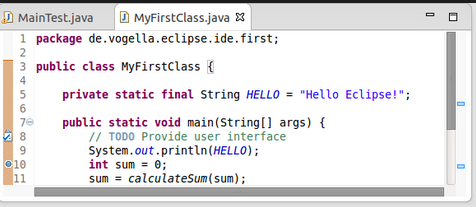 MainTest.java MyFirstClass.java
1 package de.vogella.eclipse.ide.first;
2
3 public class MyFirstClass {
4
5 private static final String HELLO = "Hello Eclipse!";
6
7 public static void main(String[] args) {
8 // TODO Provide user interface
9 System.out.println(HELLO);
10 int sum = 0;
11 sum = calculateSum(sum);